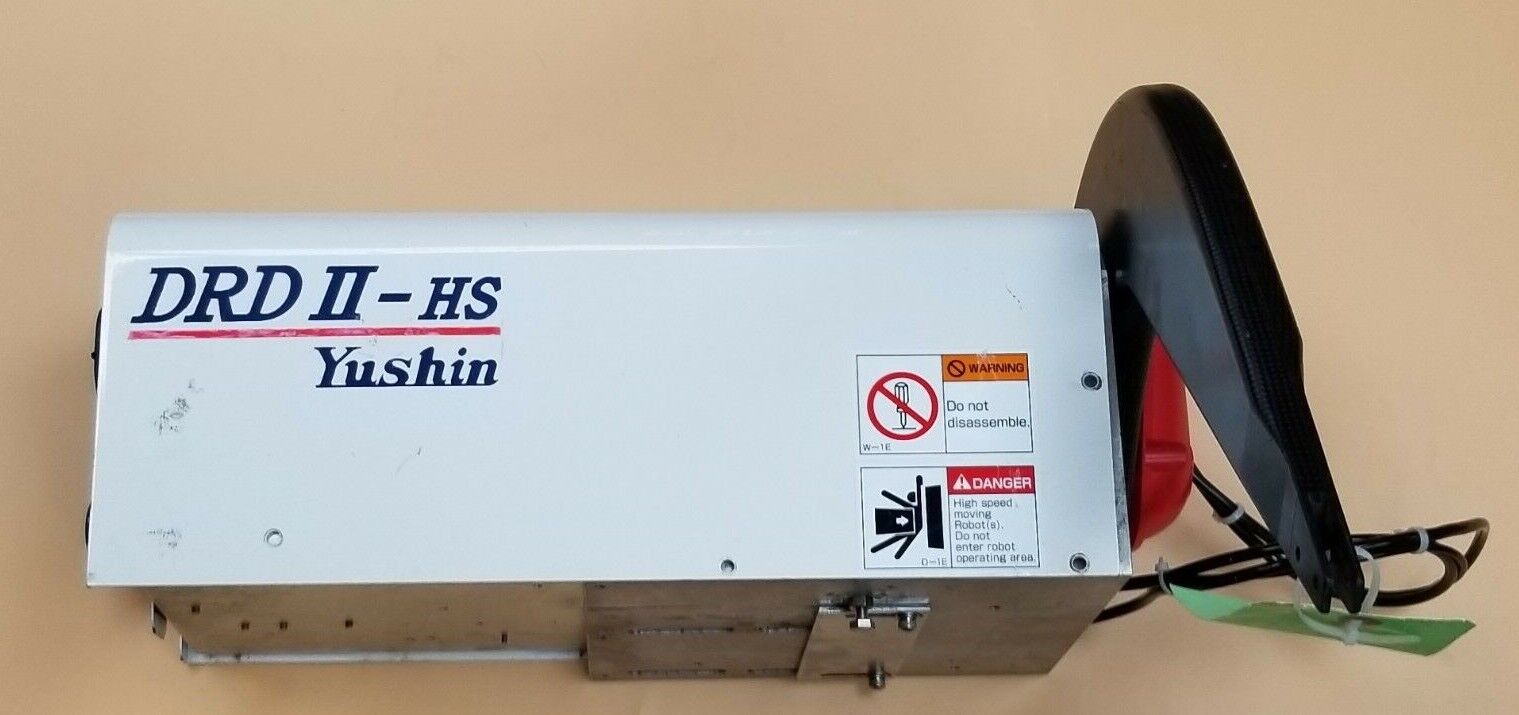 DRD II-HS
Yushin
WARNING
Do not
disassemble.
W-1E
DANGER
High speed
moving
Robot(s).
Do not
enter robot
operating area.
D-1E